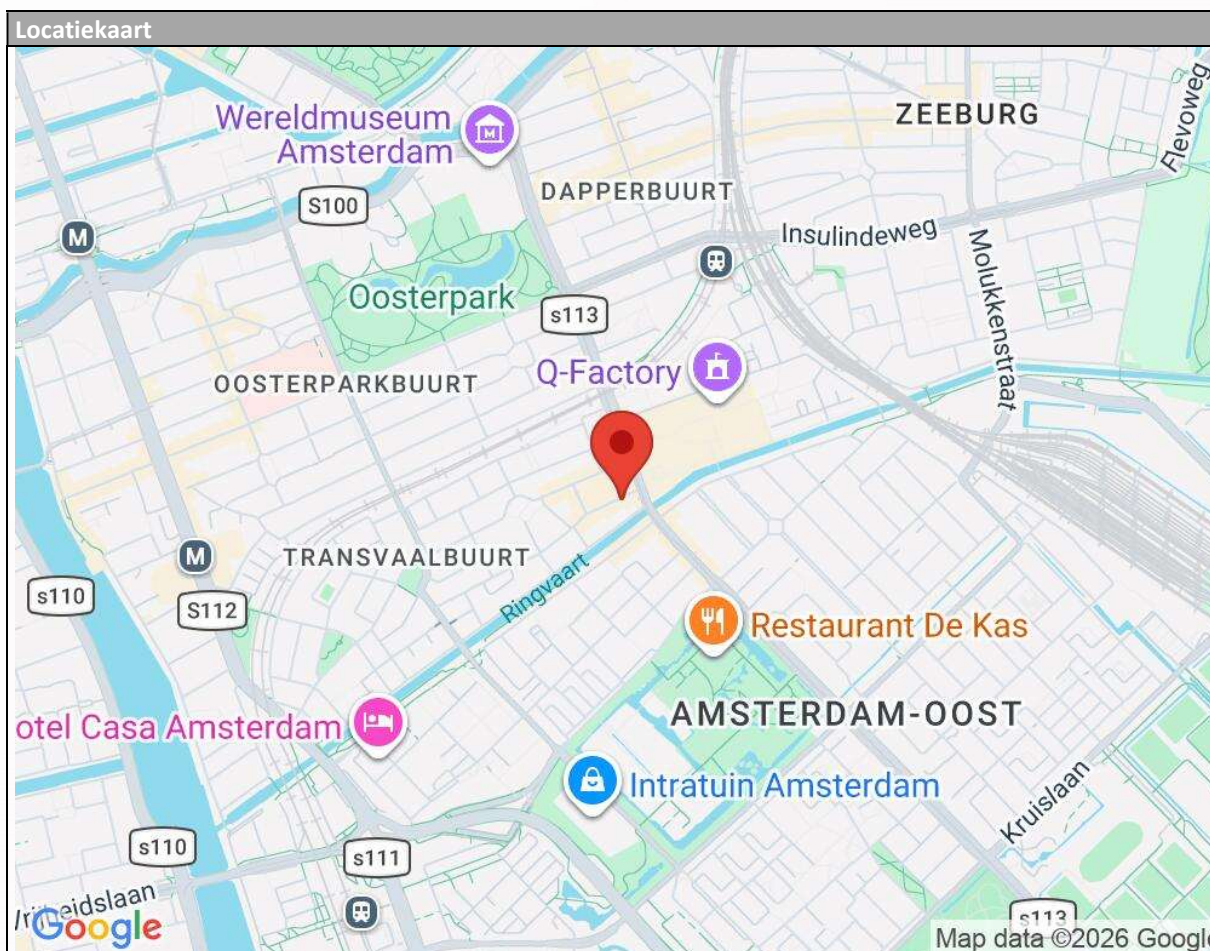 Locatiekaart
Wereldmuseum
Amsterdam
ZEEBURG
Flevoweg
S100
DAPPERBUURT
M
Insulindeweg
Molukkenstraat
Oosterpark
s113
Q-Factory
OOSTERPARKBUURT
M
TRANSVAALBUURT
Ringvaart
s110
S112
Restaurant De Kas
AMSTERDAM-OOST
otel Casa Amsterdam
Intratuin Amsterdam
Kruislaan
s110
s111
s113
Google
Map data ©2026 Google